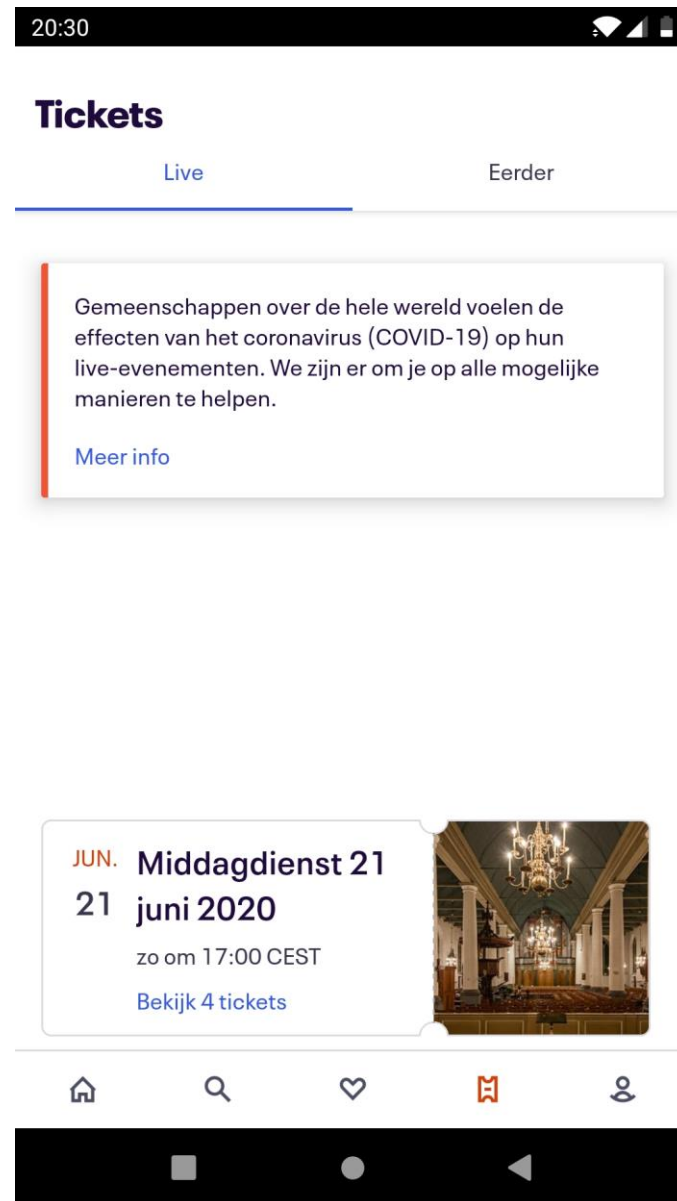 20:30
Tickets
Live
Eerder
Gemeenschappen over de hele wereld voelen de
effecten van het coronavirus (COVID-19) op hun
live-evenementen. We zijn er om je op alle mogelijke
manieren te helpen.
Meer info
JUN.
21
Middagdienst 21
juni 2020
zo om 17:00 CEST
Bekijk 4 tickets